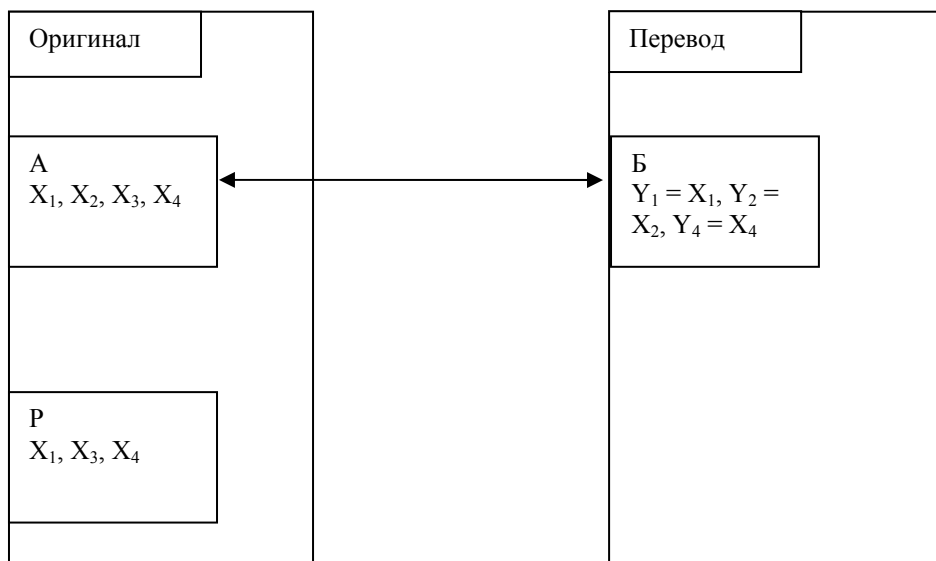 Оригинал
Перевод
А
X₁, X₂, X₃, X₄
Б
Y₁ = X₁, Y₂ =
X₂, Y₄ = X₄
Р
X₁, X₃, X₄